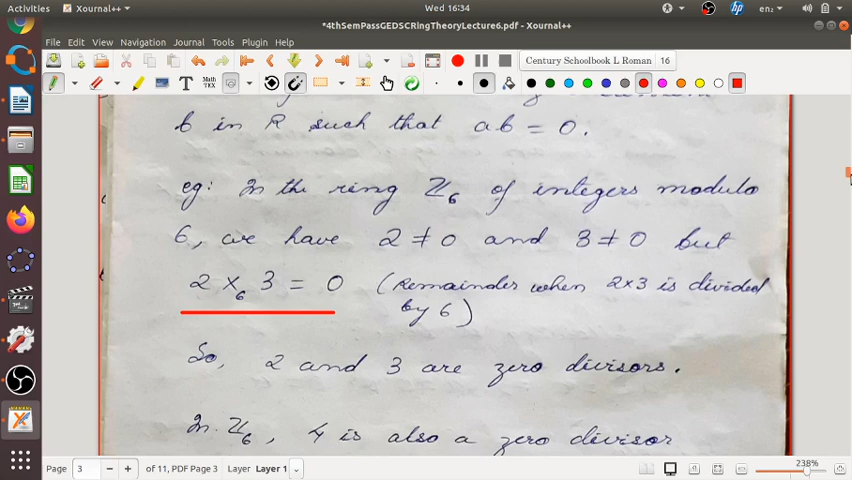 Activities Xournal++ Mon 16:34 en₂
*4thSemPassGEDSCRingTheoryLecture6.pdf - Xournal++
File Edit View Navigation Journal Tools Plugin Help
Century Schoolbook L Roman 16
b in R such that ab = 0.
eg: In the ring Z₆ of integers modulo
6, we have 2 ≠ 0 and 3 ≠ 0 but
2 ×₆ 3 = 0 (Remainder when 2×3 is divided
by 6)
So, 2 and 3 are zero divisors.
In Z₆, 4 is also a zero divisor
Page 3 of 11, PDF Page 3 Layer Layer 1 238%